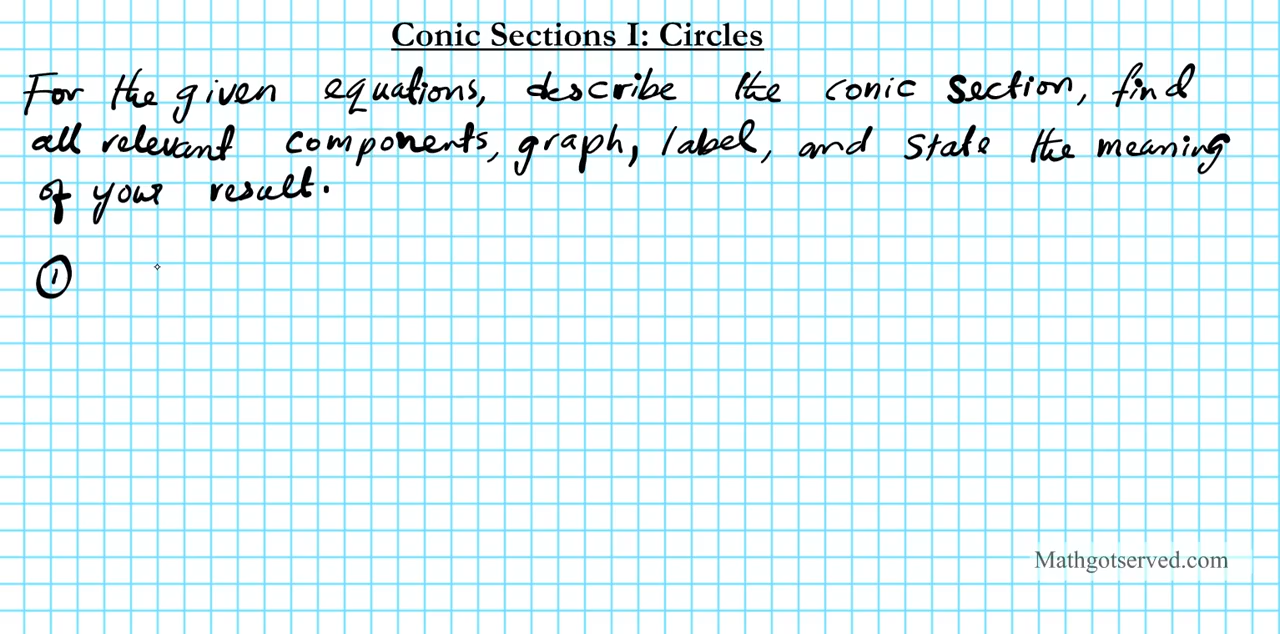 Conic Sections I: Circles
For the given equations, describe the conic section, find
all relevant components, graph, label, and state the meaning
of your result.
①
Mathgotserved.com